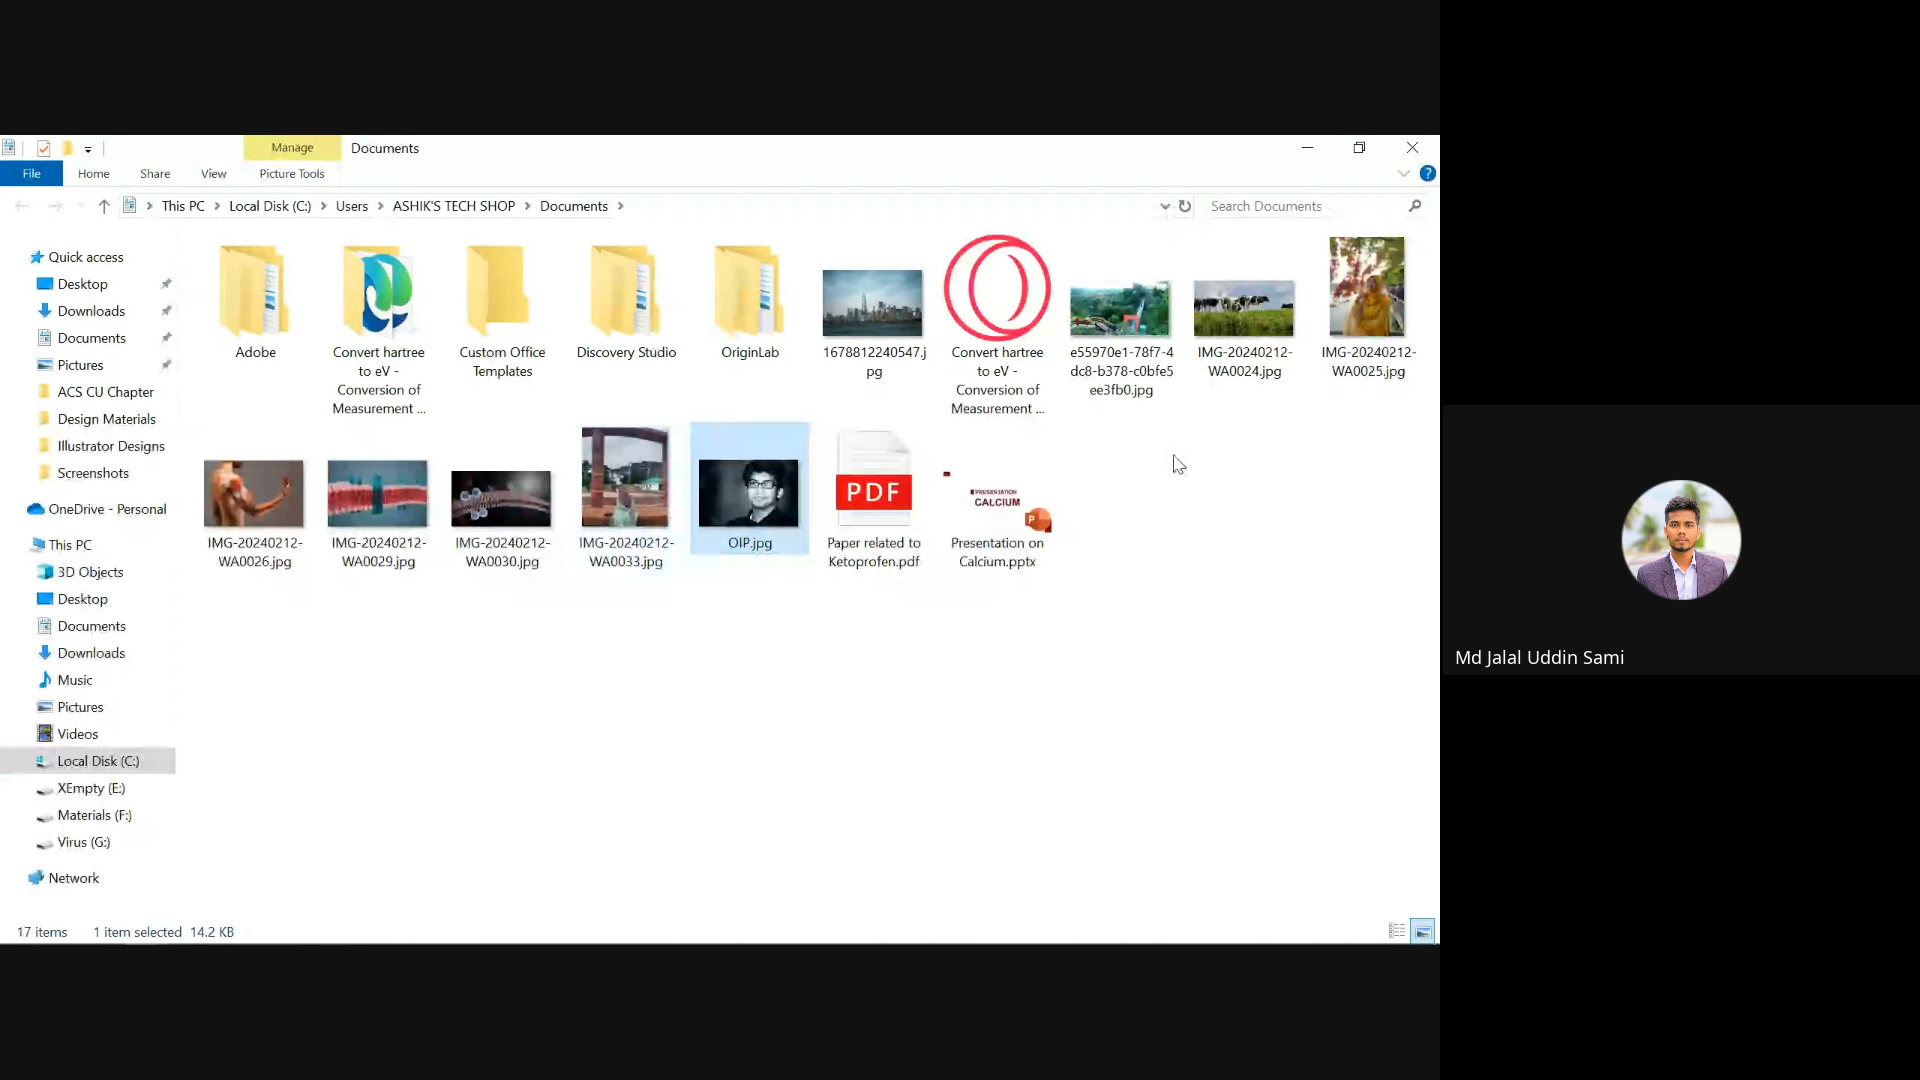 Manage
Documents
File
Home
Share
View
Picture Tools
This PC
Local Disk (C:)
Users
ASHIK'S TECH SHOP
Documents
Search Documents
Quick access
Desktop
Downloads
Documents
Pictures
ACS CU Chapter
Design Materials
Illustrator Designs
Screenshots
OneDrive - Personal
This PC
3D Objects
Desktop
Documents
Downloads
Music
Pictures
Videos
Local Disk (C:)
XEmpty (E:)
Materials (F:)
Virus (G:)
Network
Adobe
Convert hartree
to eV -
Conversion of
Measurement ...
Custom Office
Templates
Discovery Studio
OriginLab
1678812240547.j
pg
Convert hartree
to eV -
Conversion of
Measurement ...
e55970e1-78f7-4
dc8-b378-c0bfe5
ee3fb0.jpg
IMG-20240212-
WA0024.jpg
IMG-20240212-
WA0025.jpg
IMG-20240212-
WA0026.jpg
IMG-20240212-
WA0029.jpg
IMG-20240212-
WA0030.jpg
IMG-20240212-
WA0033.jpg
OIP.jpg
PDF
Paper related to
Ketoprofen.pdf
PRESENTATION
CALCIUM
P
Presentation on
Calcium.pptx
17 items
1 item selected 14.2 KB
Md Jalal Uddin Sami